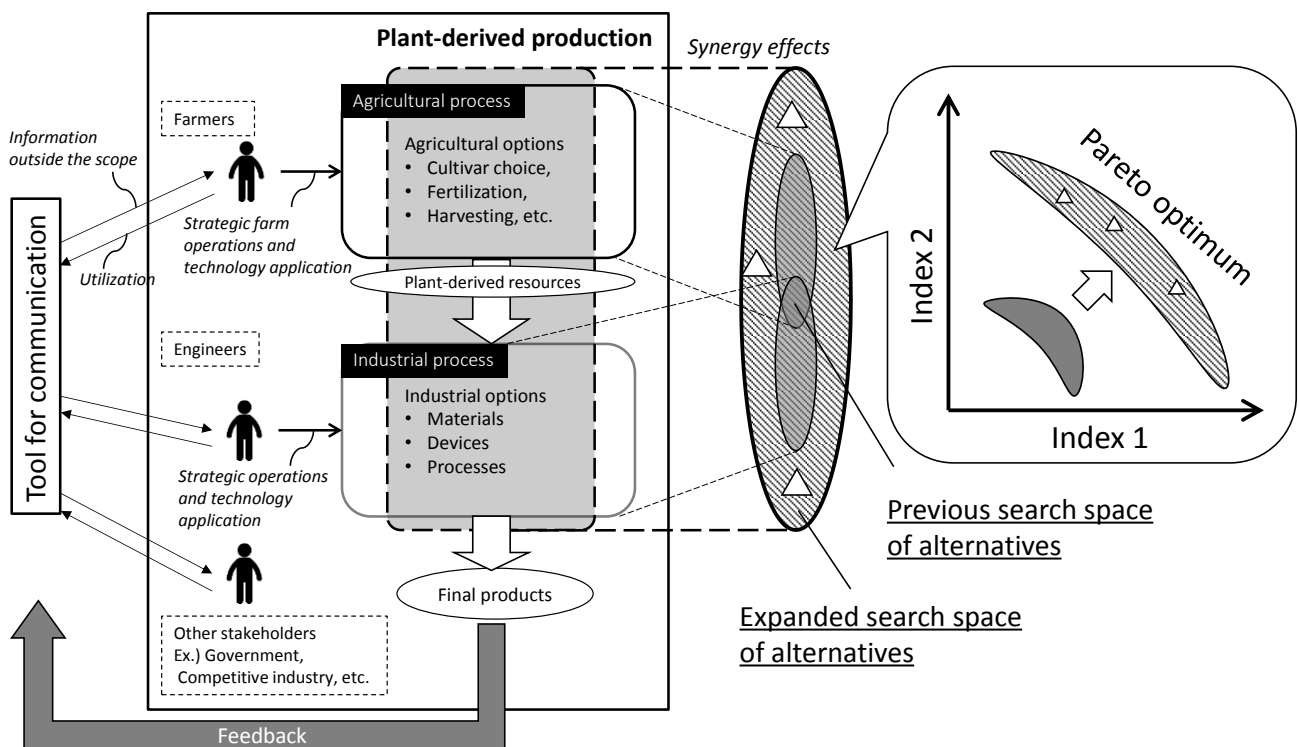 Plant-derived production
Synergy effects
Information
outside the scope
Utilization
Tool for communication
Farmers
Strategic farm
operations and
technology application
Agricultural process
Agricultural options
• Cultivar choice,
• Fertilization,
• Harvesting, etc.
Plant-derived resources
Engineers
Strategic operations
and technology
application
Industrial process
Industrial options
• Materials
• Devices
• Processes
Final products
Other stakeholders
Ex.) Government,
Competitive industry, etc.
Feedback
Index 2
Pareto optimum
Index 1
Previous search space
of alternatives
Expanded search space
of alternatives